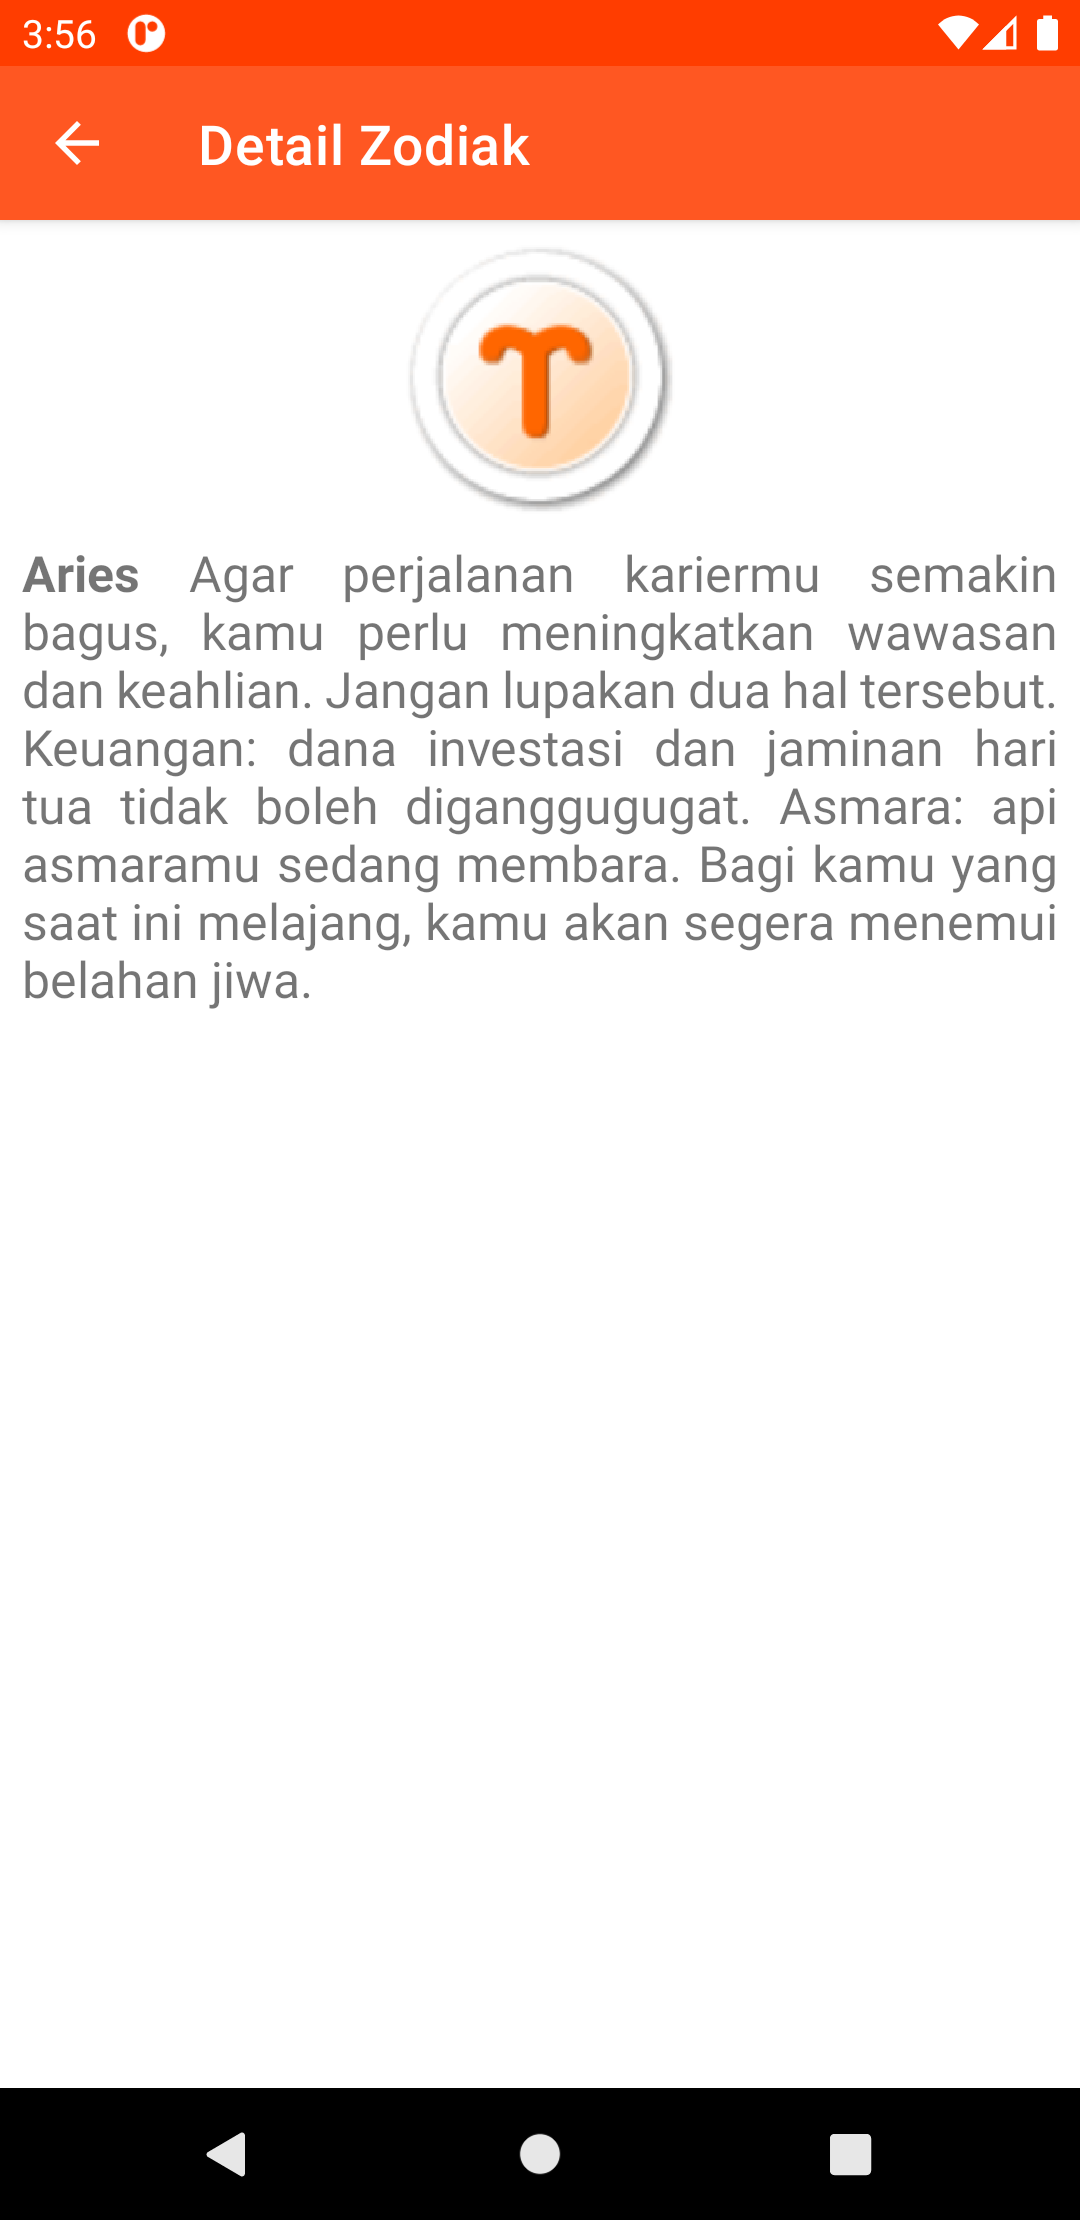 3:56
Detail Zodiak
Aries Agar perjalanan kariermu semakin
bagus, kamu perlu meningkatkan wawasan
dan keahlian. Jangan lupakan dua hal tersebut.
Keuangan: dana investasi dan jaminan hari
tua tidak boleh diganggugugat. Asmara: api
asmaramu sedang membara. Bagi kamu yang
saat ini melajang, kamu akan segera menemui
belahan jiwa.